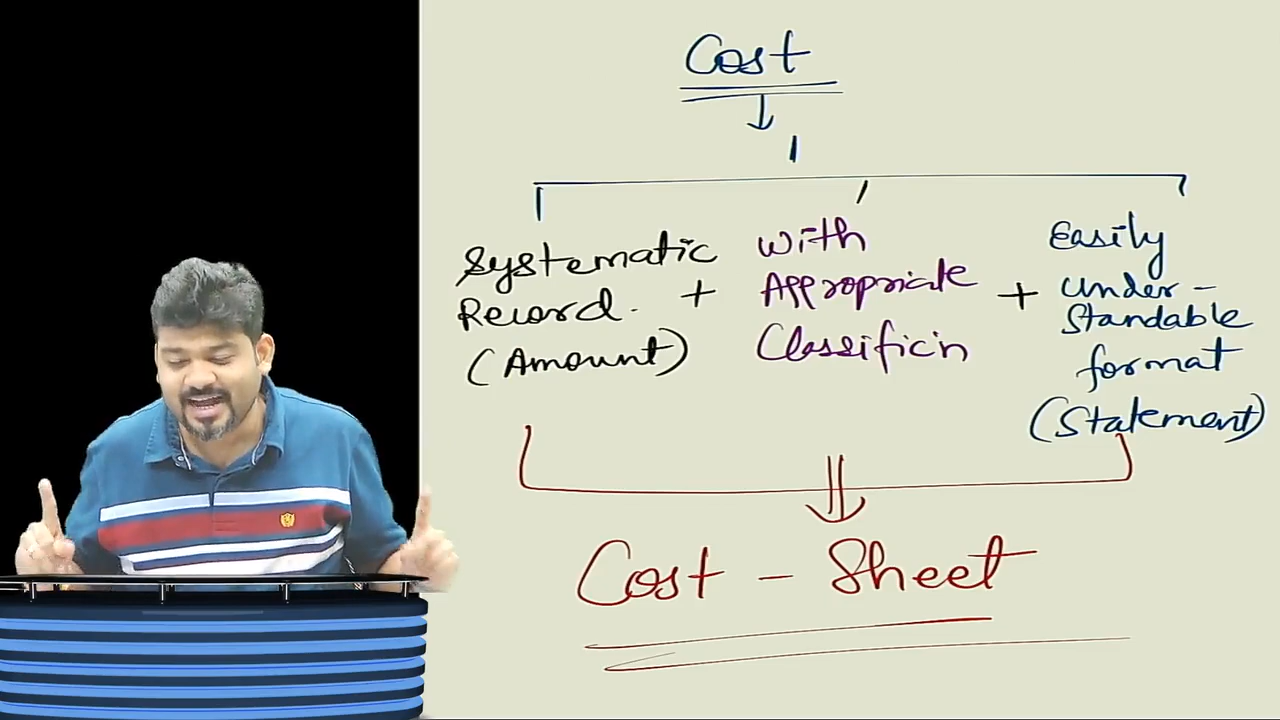 Cost
Systematic
Record.
(Amount)
+
With
Appropriate
Classific'n
+
Easily
Under-
standable
format
(Statement)
Cost - Sheet